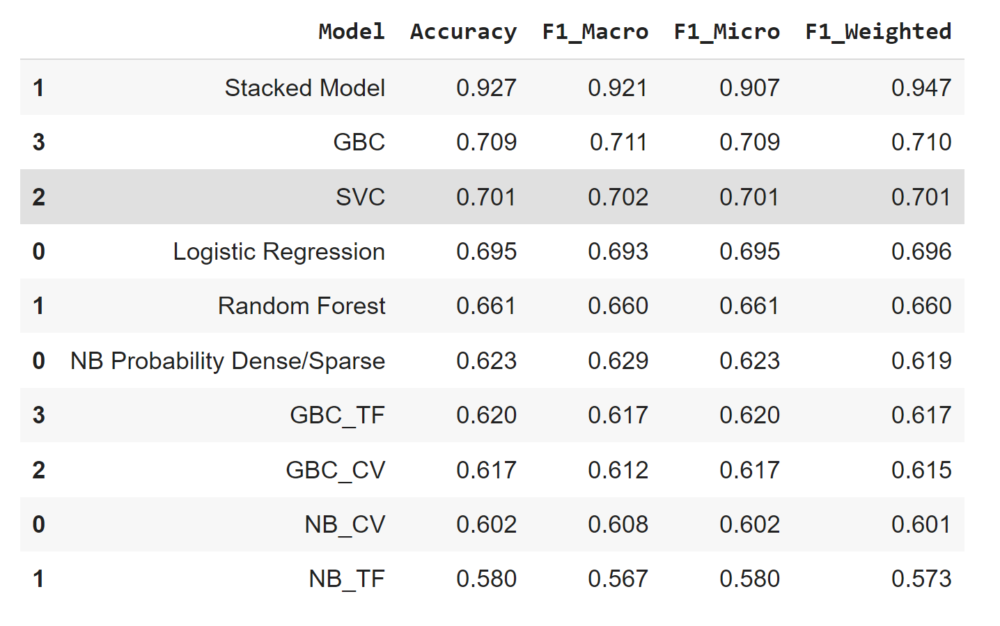 Model Accuracy F1_Macro F1_Micro F1_Weighted
1 Stacked Model 0.927 0.921 0.907 0.947
3 GBC 0.709 0.711 0.709 0.710
2 SVC 0.701 0.702 0.701 0.701
0 Logistic Regression 0.695 0.693 0.695 0.696
1 Random Forest 0.661 0.660 0.661 0.660
0 NB Probability Dense/Sparse 0.623 0.629 0.623 0.619
3 GBC_TF 0.620 0.617 0.620 0.617
2 GBC_CV 0.617 0.612 0.617 0.615
0 NB_CV 0.602 0.608 0.602 0.601
1 NB_TF 0.580 0.567 0.580 0.573